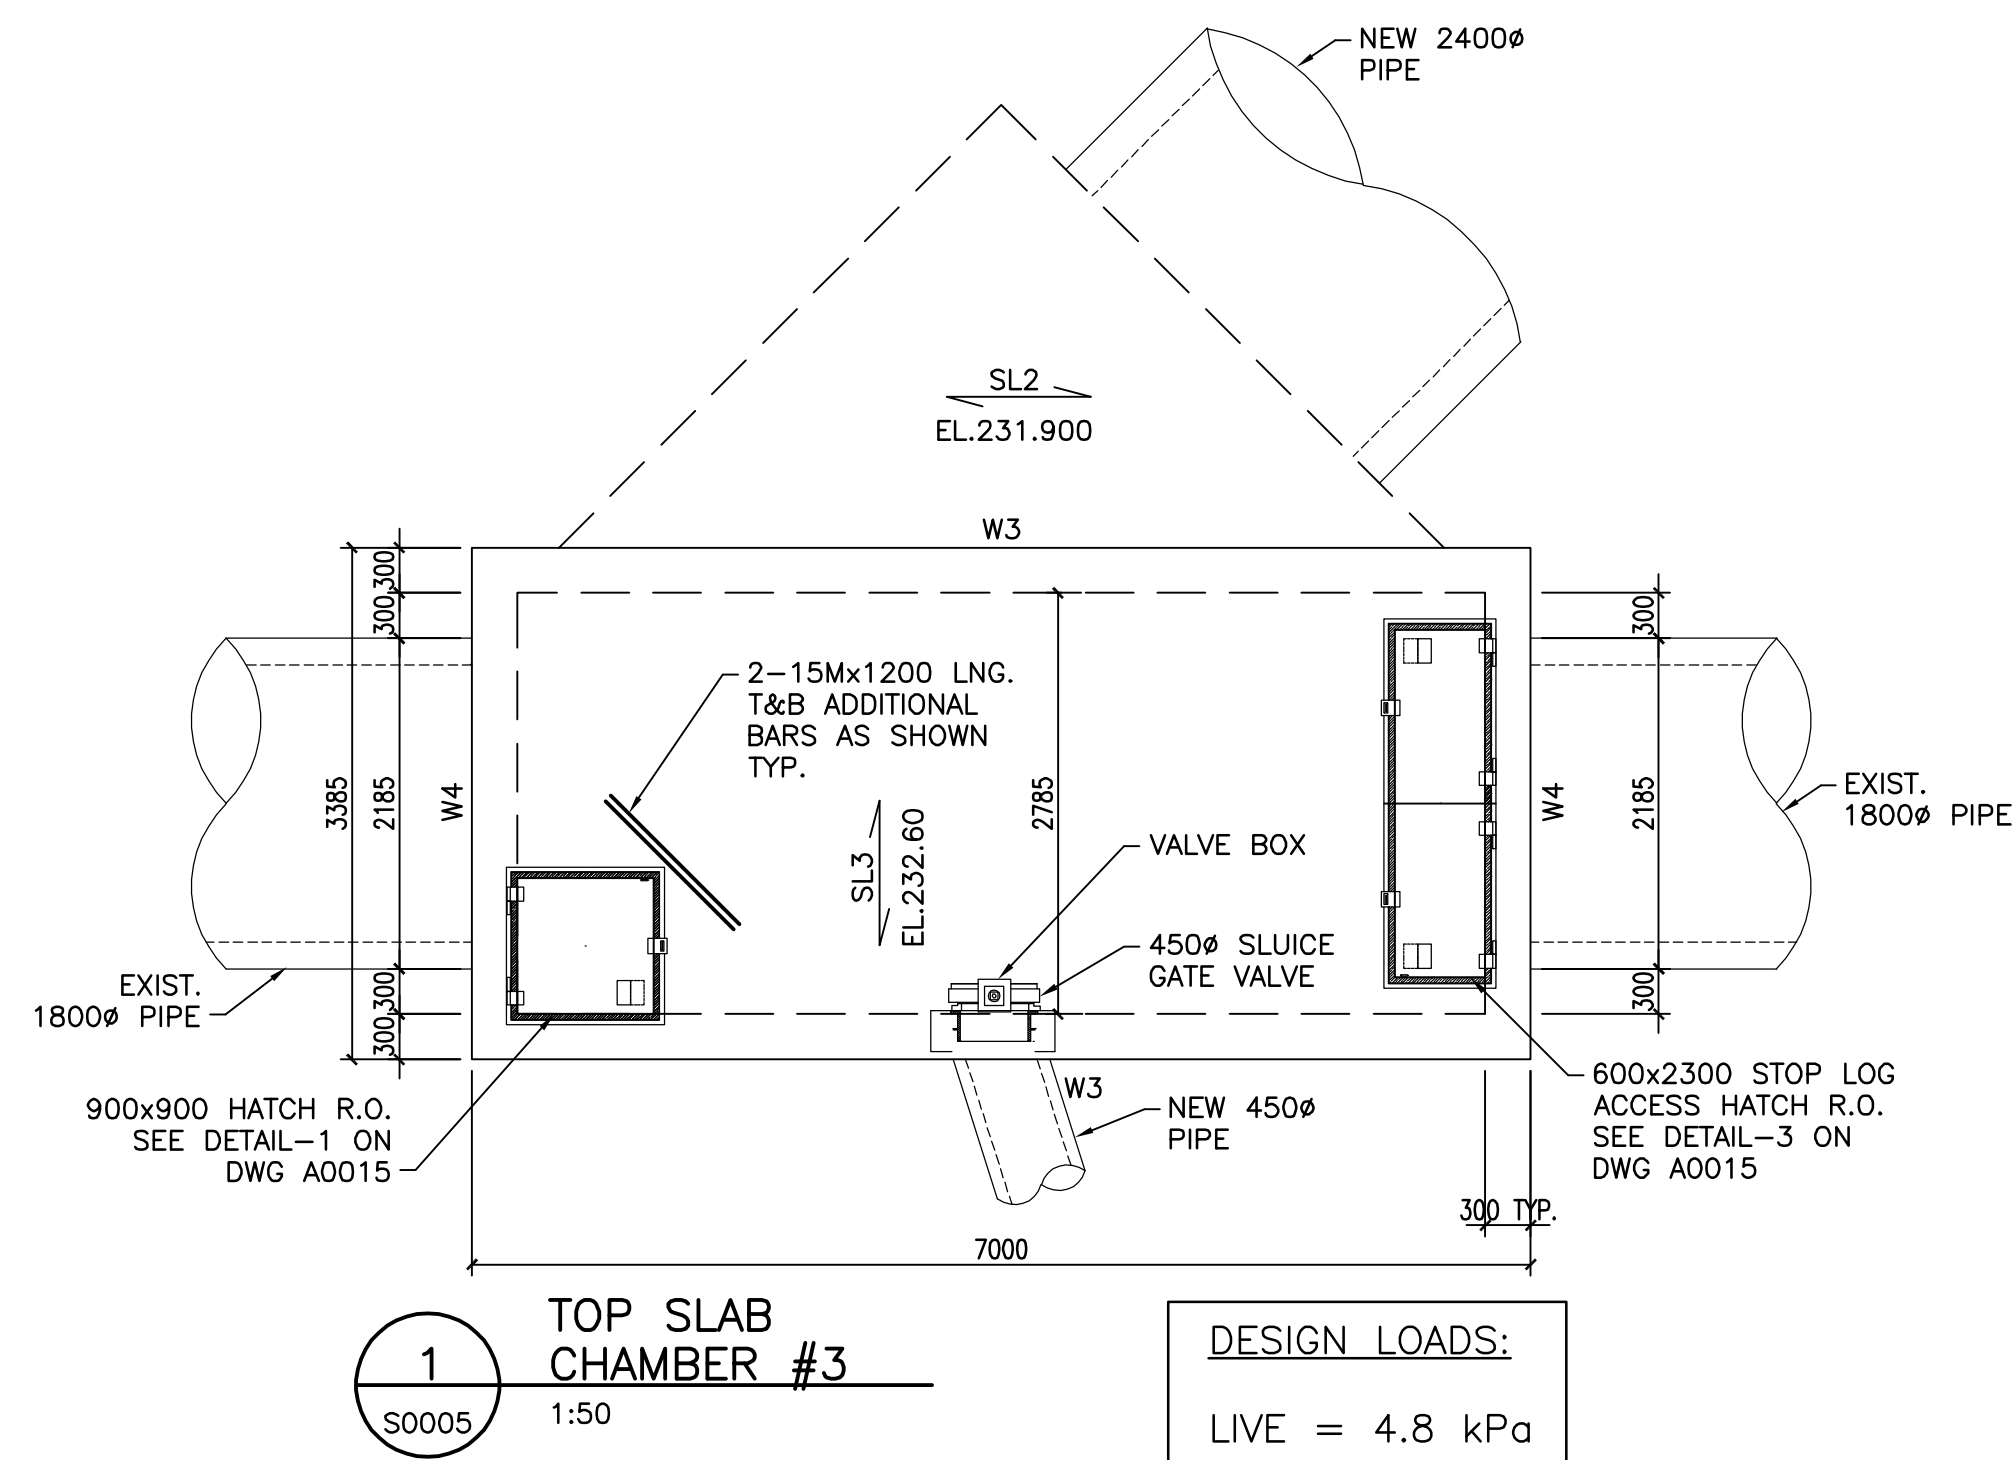 NEW 2400ø
PIPE
SL2
EL.231.900
W3
300
300
2185
3385
300
300
W4
2-15Mx1200 LNG.
T&B ADDITIONAL
BARS AS SHOWN
TYP.
SL3
EL.232.60
2785
VALVE BOX
450ø SLUICE
GATE VALVE
W4
300
2185
300
EXIST.
1800ø PIPE
EXIST.
1800ø PIPE
900x900 HATCH R.O.
SEE DETAIL-1 ON
DWG A0015
W3
NEW 450ø
PIPE
600x2300 STOP LOG
ACCESS HATCH R.O.
SEE DETAIL-3 ON
DWG A0015
300 TYP.
7000
1
S0005
TOP SLAB
CHAMBER #3
1:50
DESIGN LOADS:
LIVE = 4.8 kPa